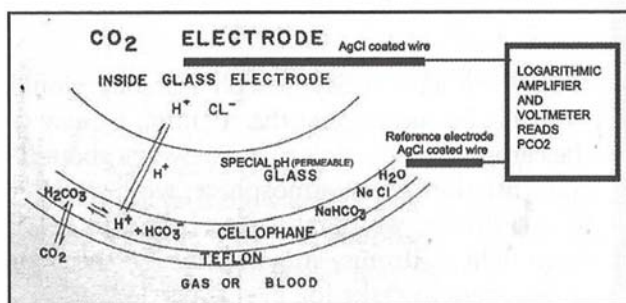 CO2 ELECTRODE
AgCl coated wire
INSIDE GLASS ELECTRODE
H+ CL-
H+
SPECIAL pH (PERMEABLE)
GLASS
Reference electrode
AgCl coated wire
H2O
Na Cl
NaHCO3
H2CO3
H+
+ HCO3-
CO2
CELLOPHANE
TEFLON
GAS OR BLOOD
LOGARITHMIC
AMPLIFIER
AND
VOLTMETER
READS
PCO2